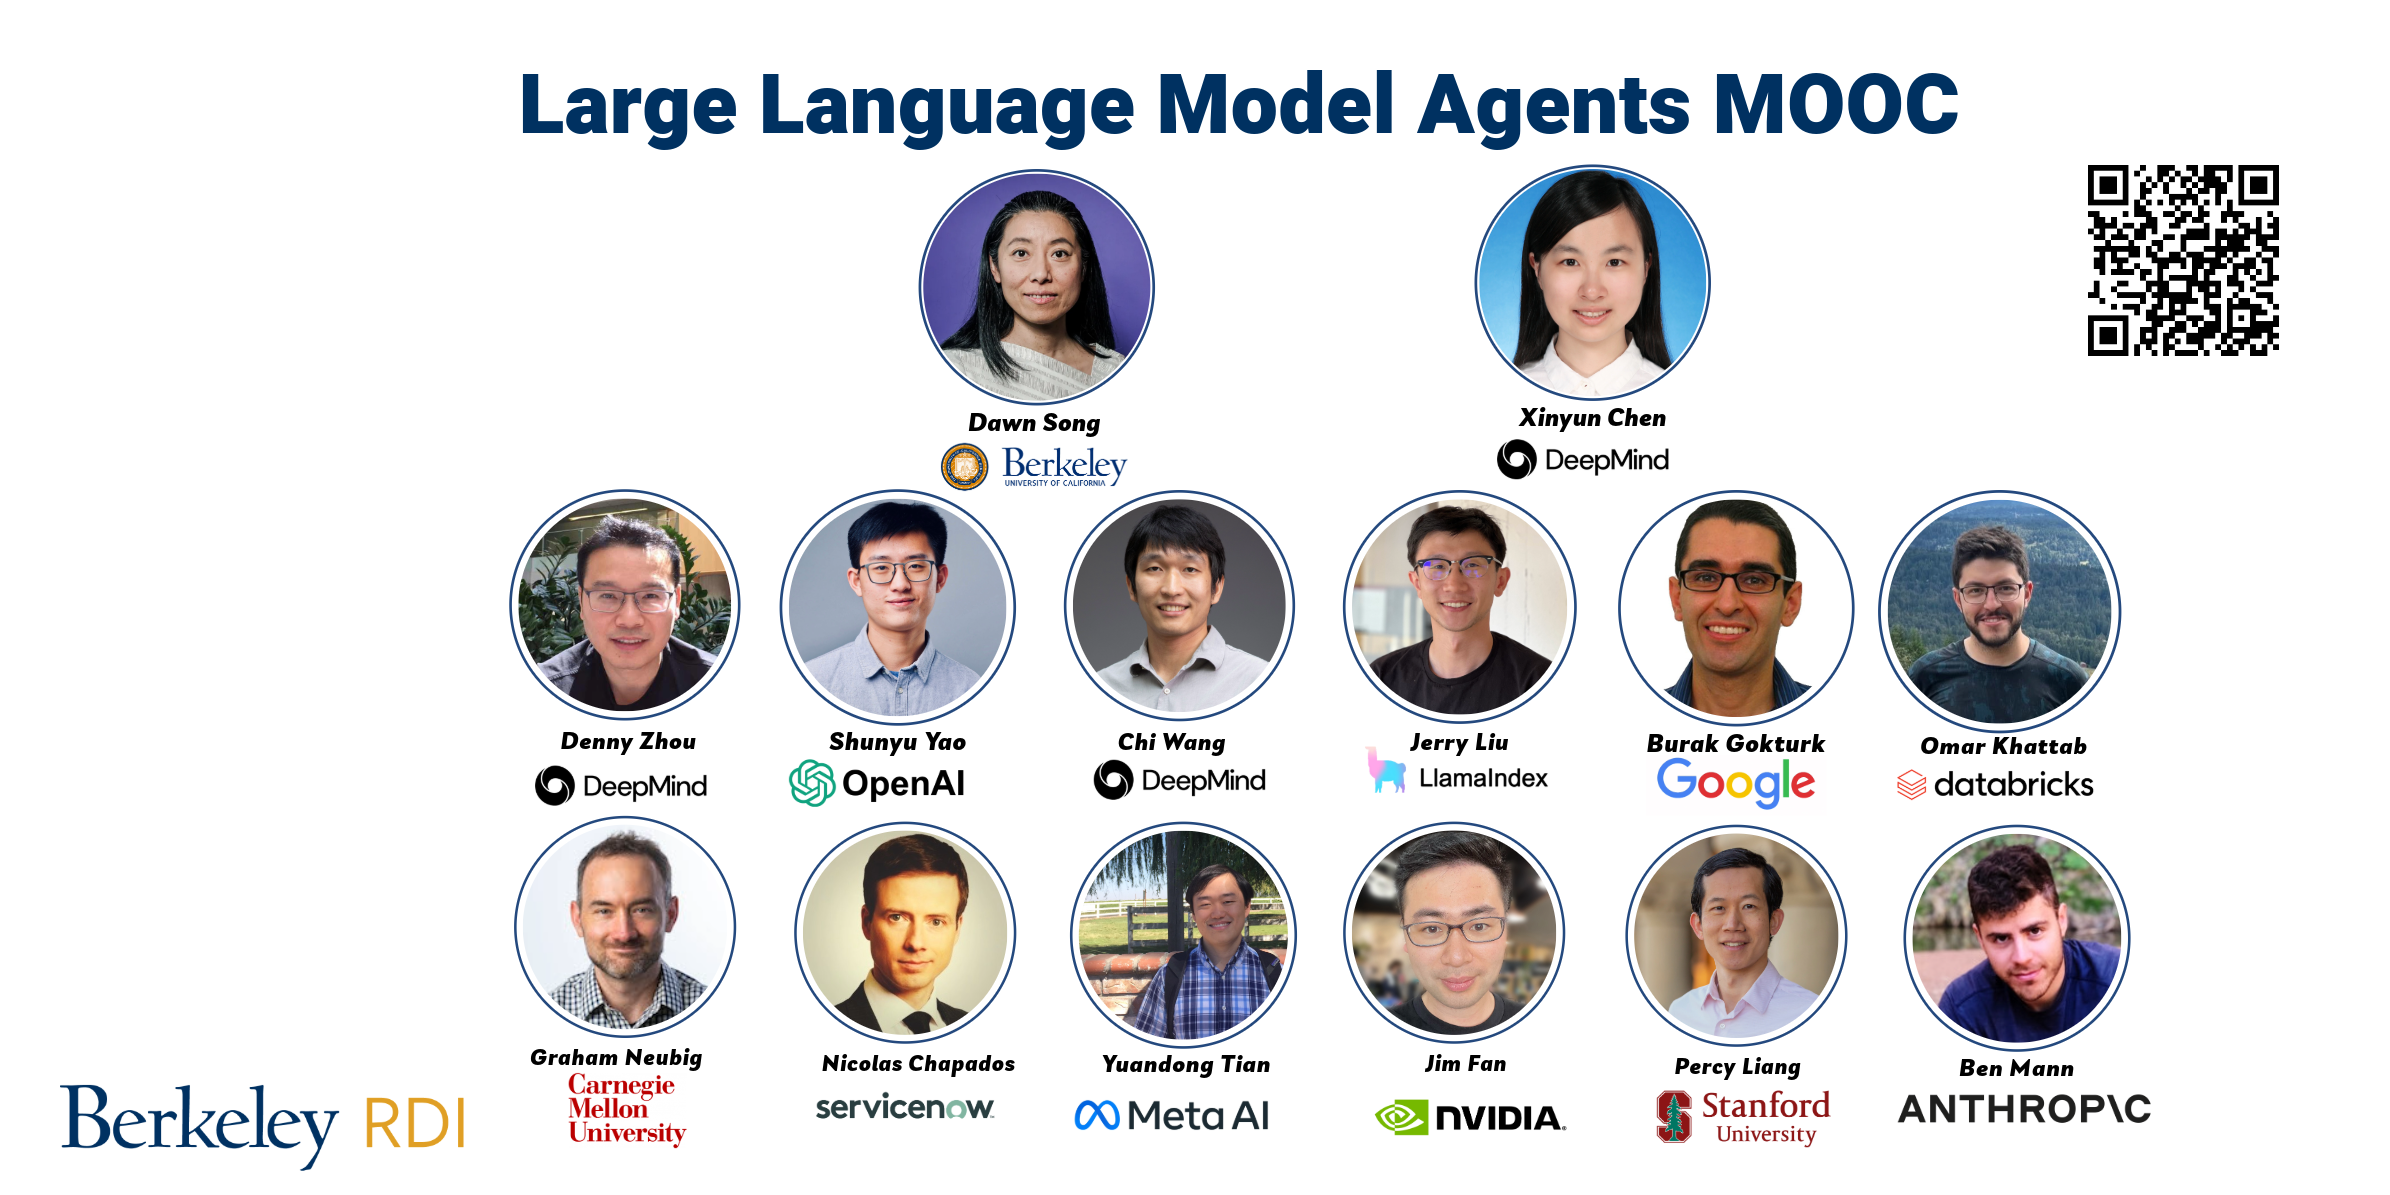 Large Language Model Agents MOOC
Dawn Song
Xinyun Chen
Berkeley
UNIVERSITY OF CALIFORNIA
DeepMind
Denny Zhou
Shunyu Yao
Chi Wang
Jerry Liu
Burak Gokturk
Omar Khattab
DeepMind
OpenAI
DeepMind
LlamaIndex
Google
databricks
Graham Neubig
Nicolas Chapados
Yuandong Tian
Jim Fan
Percy Liang
Ben Mann
Carnegie
Mellon
University
servicenow
Meta AI
NVIDIA
S
Stanford
University
ANTHROP\C
Berkeley RDI